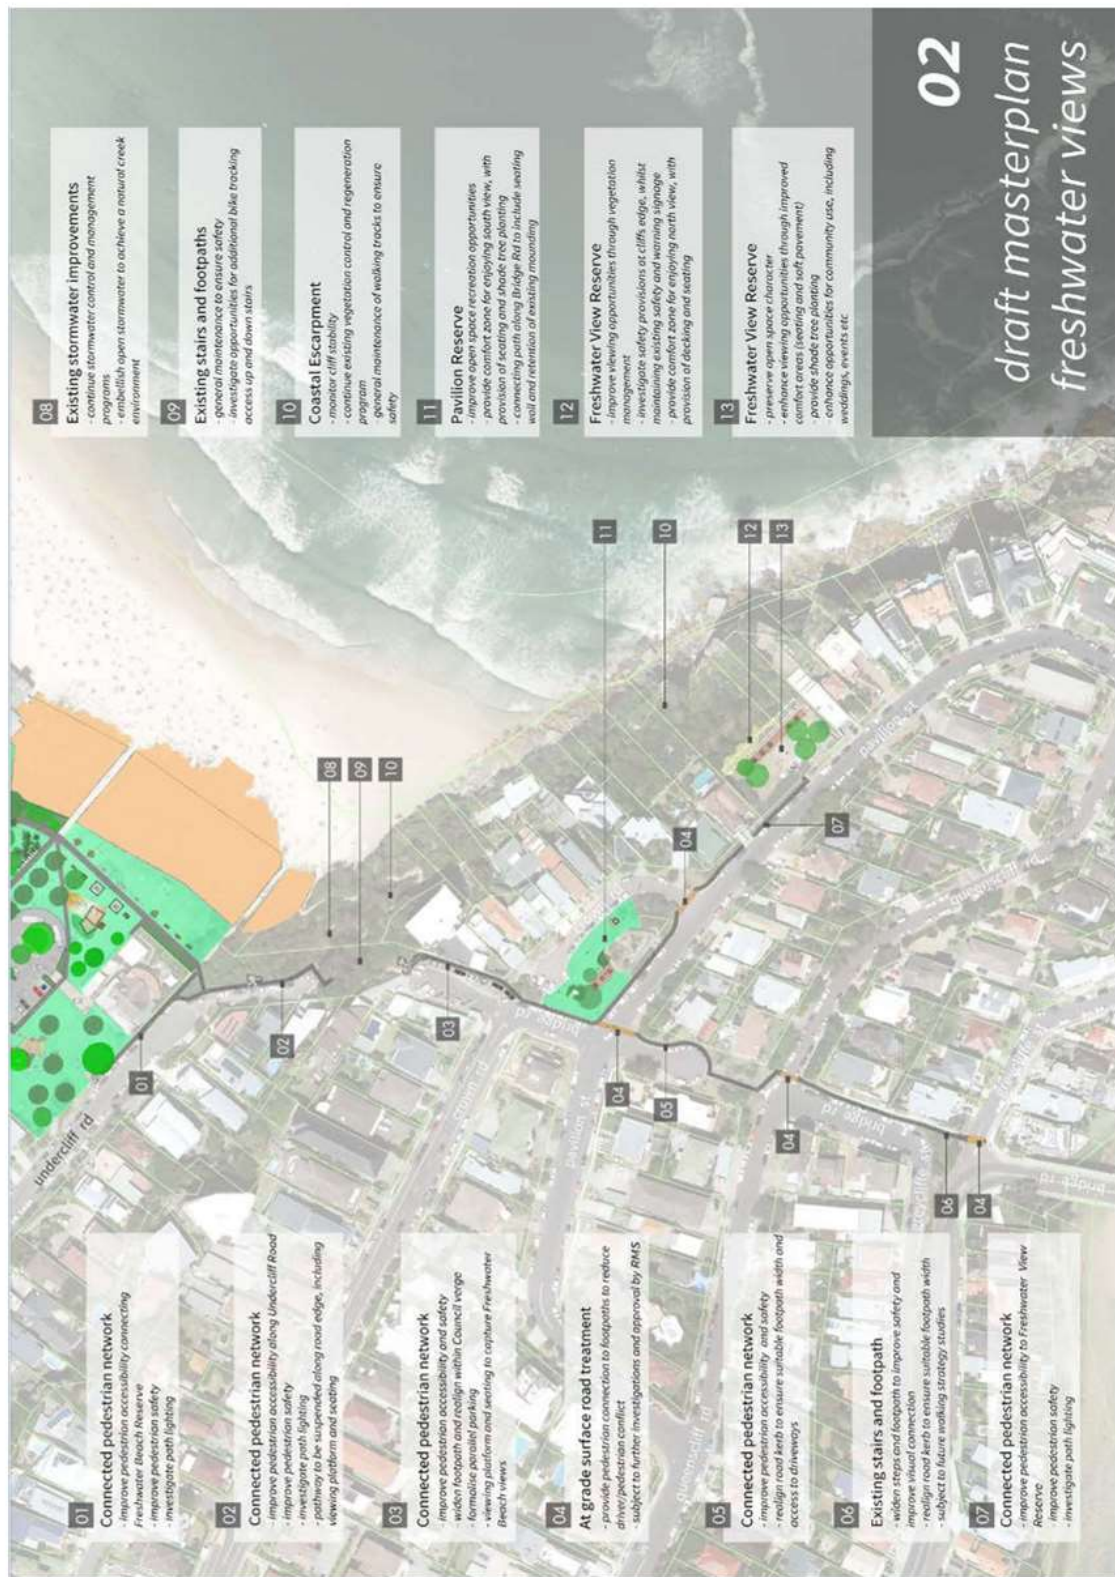 01
Connected pedestrian network
- improve pedestrian accessibility connecting
Freshwater Beach Reserve
- improve pedestrian safety
- investigate path lighting
02
Connected pedestrian network
- improve pedestrian accessibility along Undercliff Road
- improve pedestrian safety
- investigate path lighting
- pathway to be suspended along road edge, including
viewing platform and seating
03
Connected pedestrian network
- improve pedestrian accessibility and safety
- widen footpath and realign within Council verge
- formalise parallel parking
- viewing platform and seating to capture Freshwater
Beach views
04
At grade surface road treatment
- provide pedestrian connection to footpaths to reduce
driver/pedestrian conflict
- subject to further investigations and approval by RMS
05
Connected pedestrian network
- improve pedestrian accessibility and safety
- realign road kerb to ensure suitable footpath width and
access to driveways
06
Existing stairs and footpath
- widen steps and footpath to improve safety and
improve visual connection
- realign road kerb to ensure suitable footpath width
- subject to future walking strategy studies
07
Connected pedestrian network
- improve pedestrian accessibility to Freshwater View
Reserve
- improve pedestrian safety
- investigate path lighting
undercliff rd
01
02
03
04
05
04
06
04
08
09
10
11
04
07
10
12
13
crown rd
bridge rd
pavilion st
bridge rd
bridge rd
pavilion st
08
Existing stormwater improvements
- continue stormwater control and management
programs
- embellish open stormwater to achieve a natural creek
environment
09
Existing stairs and footpaths
- general maintenance to ensure safety
- investigate opportunities for additional bike tracking
access up and down stairs
10
Coastal Escarpment
- monitor cliff stability
- continue existing vegetation control and regeneration
program
- general maintenance of walking tracks to ensure
safety
11
Pavilion Reserve
- improve open space recreation opportunities
- provide comfort zone for enjoying south view, with
provision of seating and shade tree planting
- connecting path along Bridge Rd to include seating
wall and retention of existing mounding
12
Freshwater View Reserve
- improve viewing opportunities through vegetation
management
- investigate safety provisions at cliffs edge, whilst
maintaining existing safety and warning signage
- provide comfort zone for enjoying north view, with
provision of decking and seating
13
Freshwater View Reserve
- preserve open space character
- enhance viewing opportunities through improved
comfort areas (seating and soft pavement)
- provide shade tree planting
- enhance opportunities for community use, including
weddings, events etc
02
draft masterplan
freshwater views